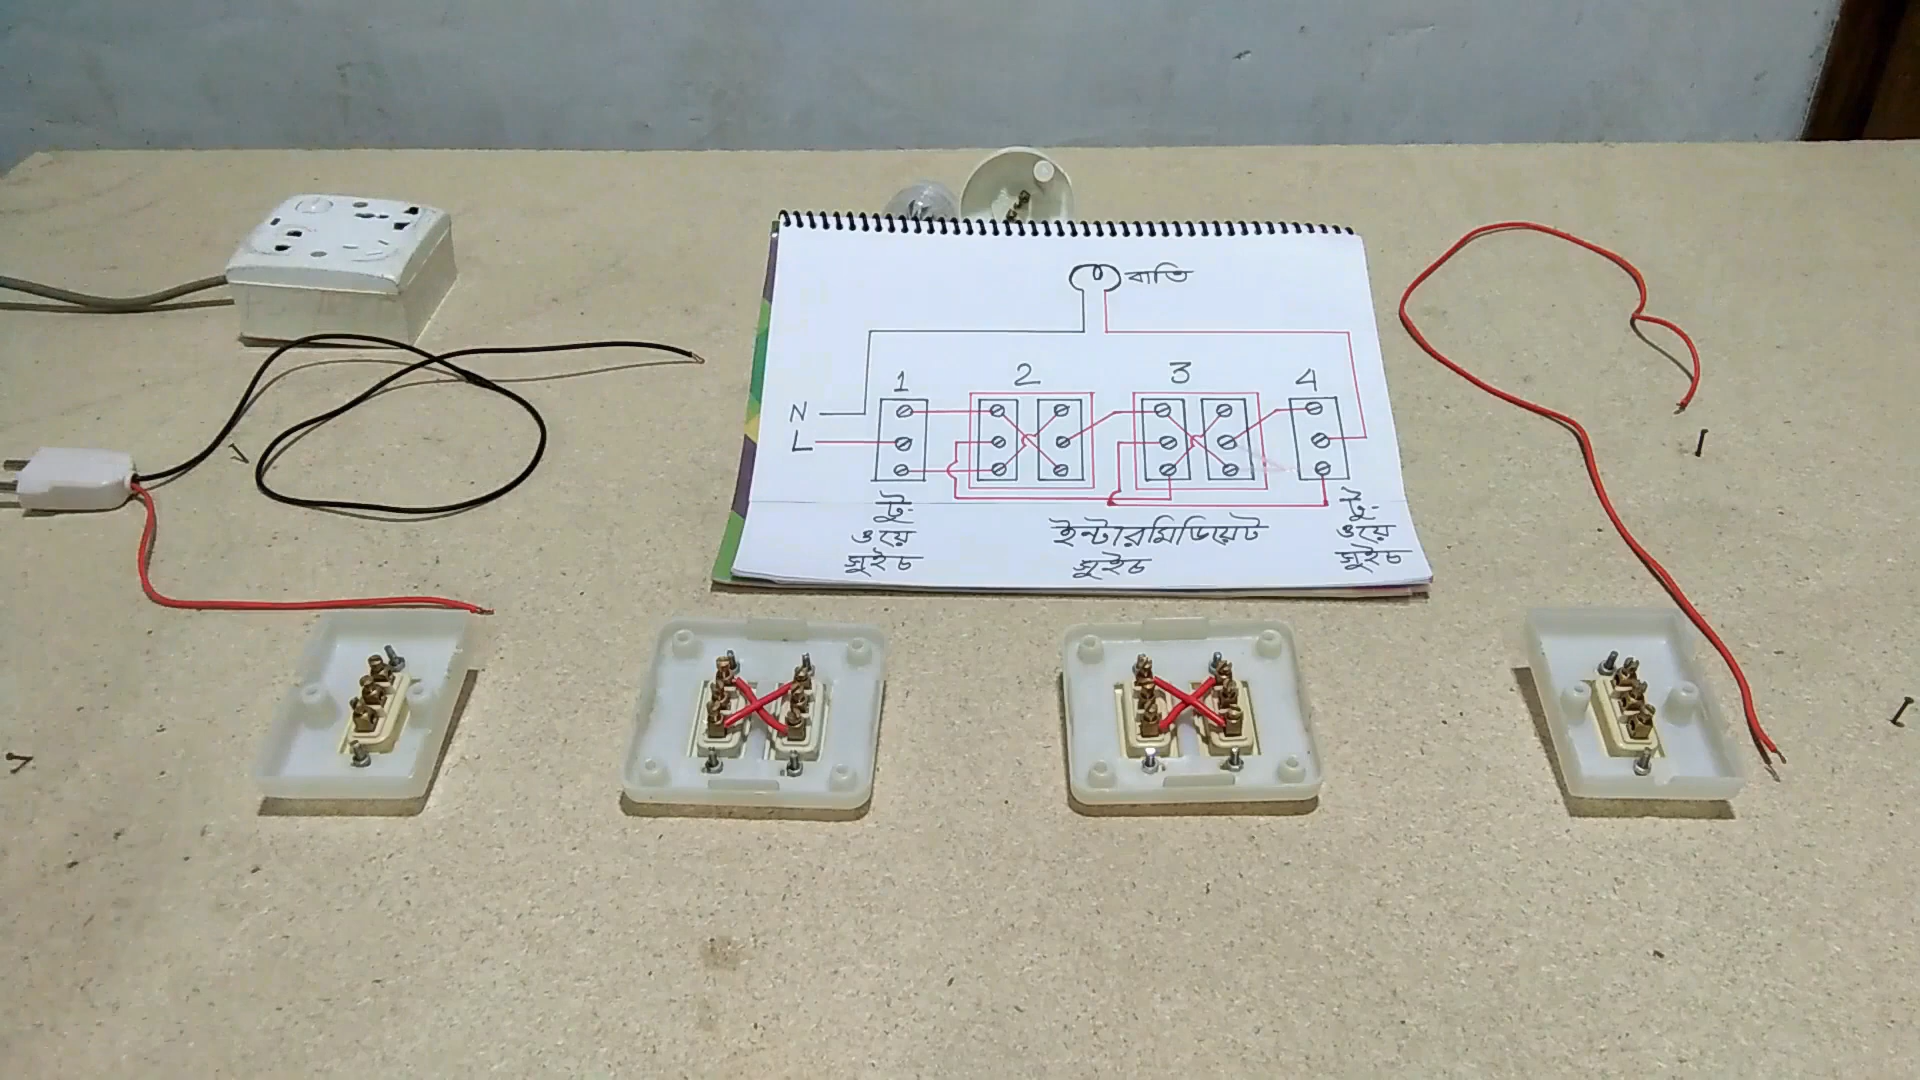 বাতি
1 2 3 4
N
L
টু-
ওয়ে
সুইচ
ইন্টারমিডিয়েট
সুইচ
টু-
ওয়ে
সুইচ